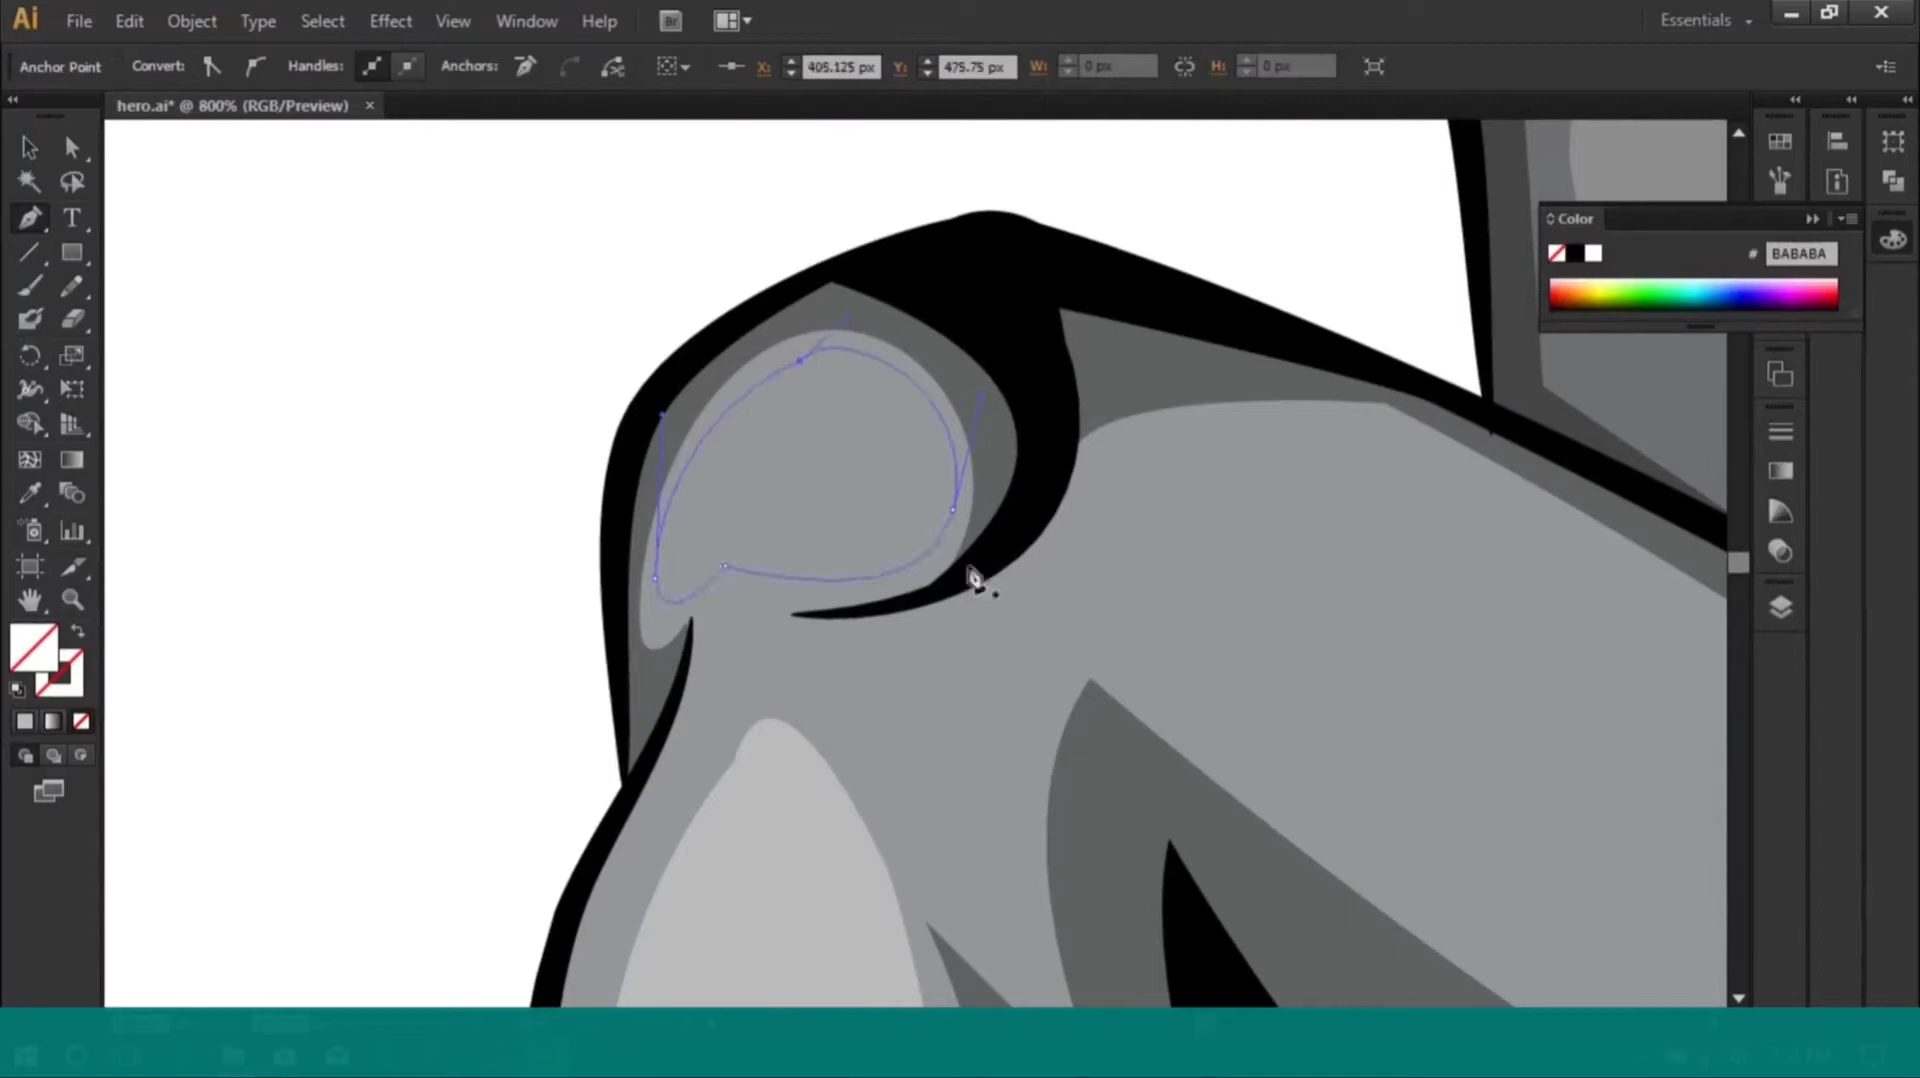 Ai File Edit Object Type Select Effect View Window Help Br Essentials
Anchor Point Convert: Handles: Anchors: X: 405.125 px Y: 475.75 px W: 0 px H: 0 px
hero.ai* @ 800% (RGB/Preview) ×
T
Color
# BABABA